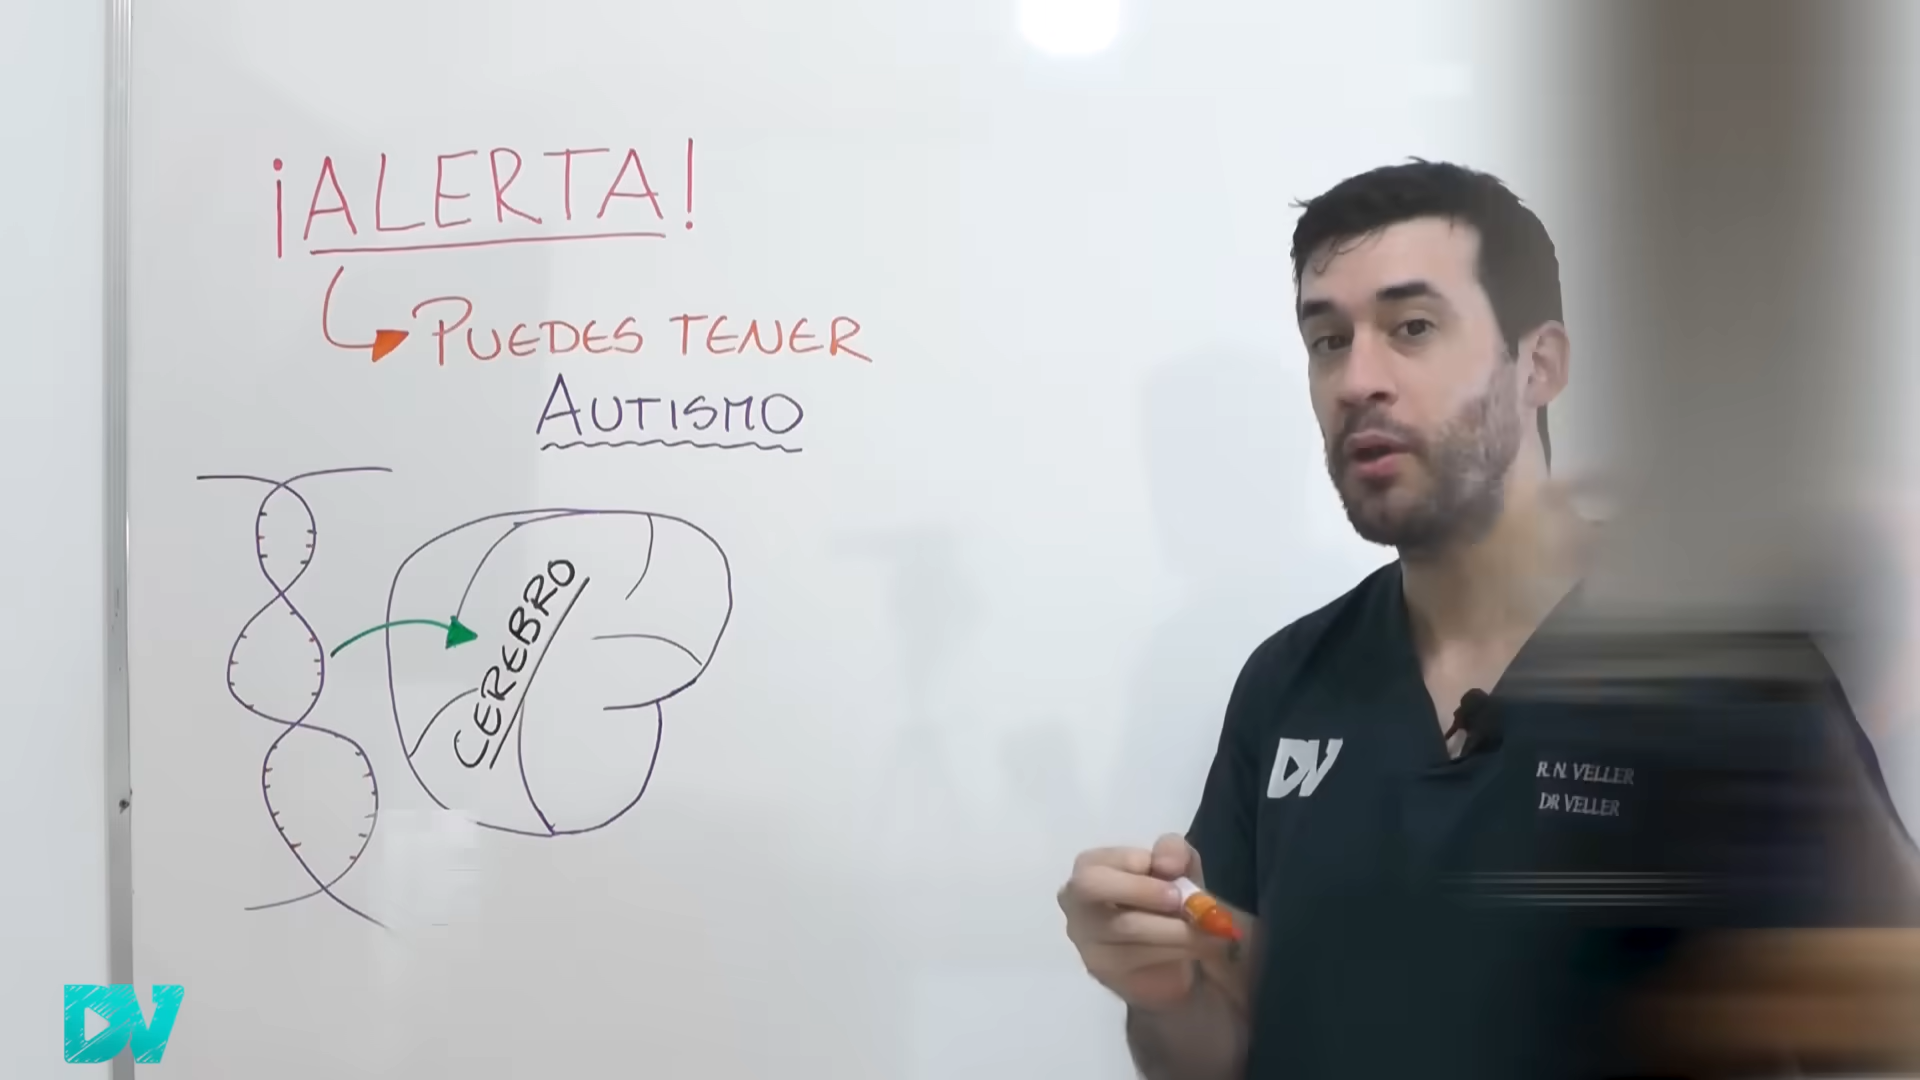 ¡ALERTA!
PUEDES TENER
AUTISMO
CEREBRO
DV
R.N. VELLER
DR VELLER
DV